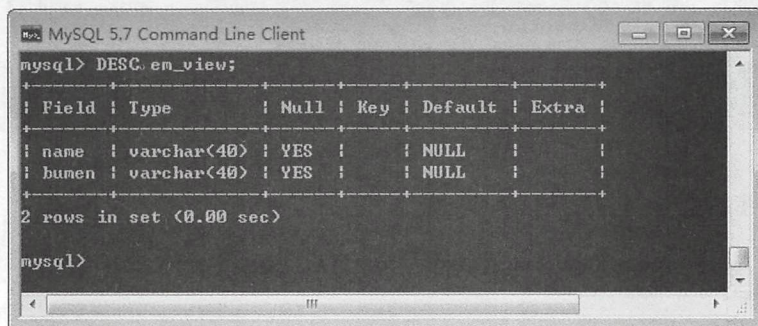 MySQL 5.7 Command Line Client
mysql> DESC em_view;
+-------+-------------+------+-----+---------+-------+
| Field | Type | Null | Key | Default | Extra |
+-------+-------------+------+-----+---------+-------+
| name | varchar(40) | YES | | NULL | |
| bumen | varchar(40) | YES | | NULL | |
+-------+-------------+------+-----+---------+-------+
2 rows in set (0.00 sec)
mysql>